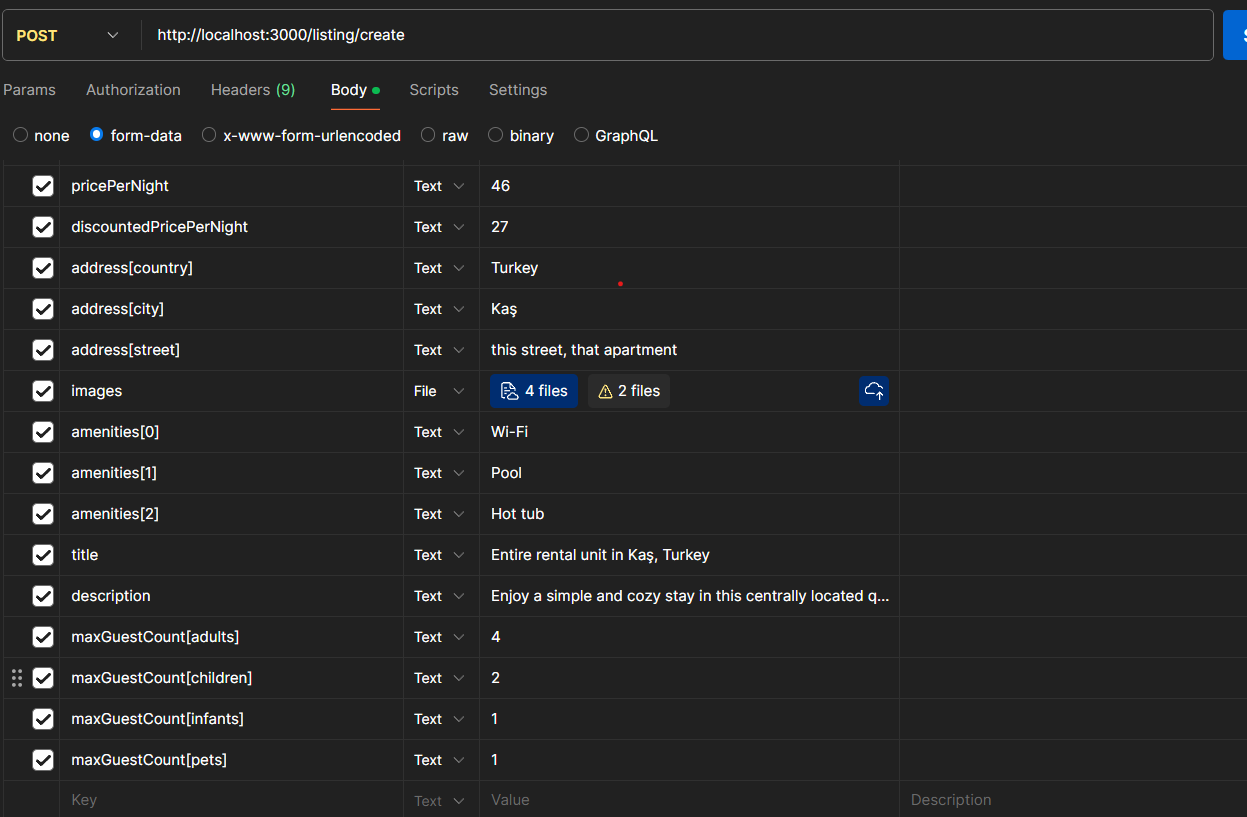 POST http://localhost:3000/listing/create
Params Authorization Headers (9) Body Scripts Settings
none form-data x-www-form-urlencoded raw binary GraphQL
pricePerNight Text 46
discountedPricePerNight Text 27
address[country] Text Turkey
address[city] Text Kaş
address[street] Text this street, that apartment
images File 4 files 2 files
amenities[0] Text Wi-Fi
amenities[1] Text Pool
amenities[2] Text Hot tub
title Text Entire rental unit in Kaş, Turkey
description Text Enjoy a simple and cozy stay in this centrally located q...
maxGuestCount[adults] Text 4
maxGuestCount[children] Text 2
maxGuestCount[infants] Text 1
maxGuestCount[pets] Text 1
Key Text Value Description